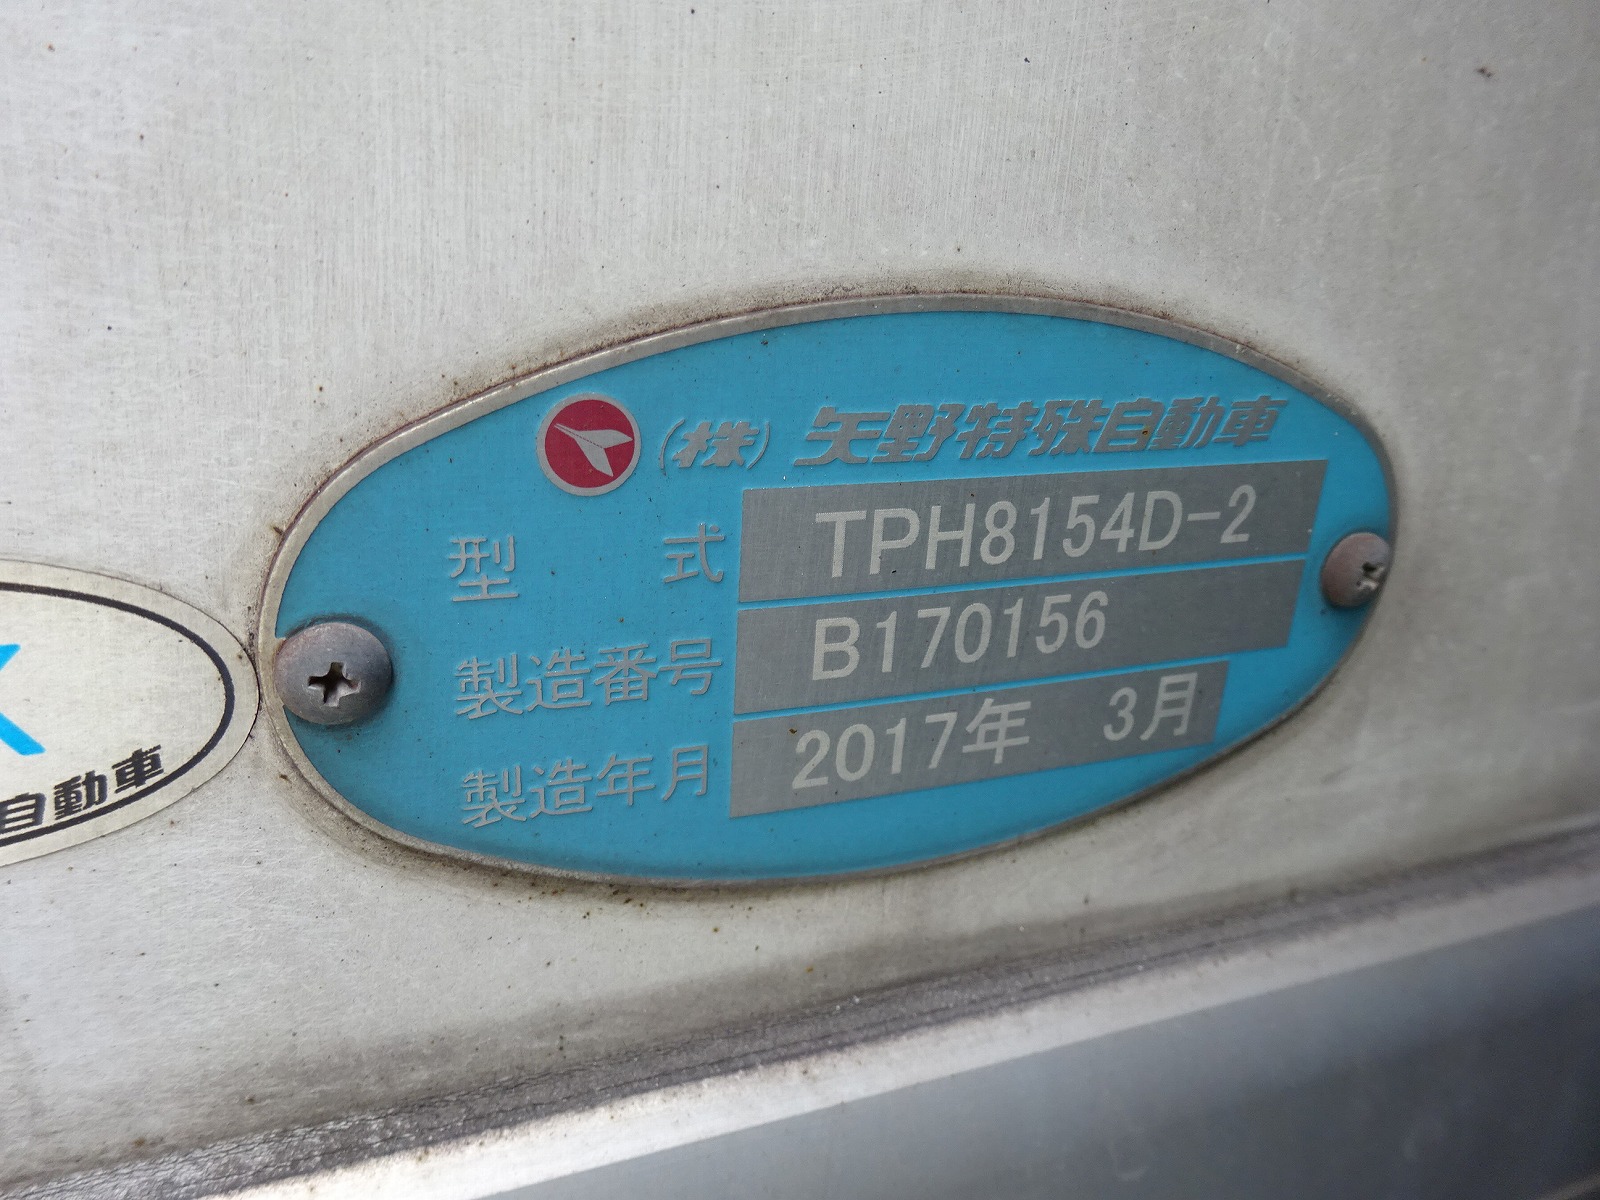 (株)矢野特殊自動車
型式 TPH8154D-2
製造番号 B170156
製造年月 2017年 3月
自動車